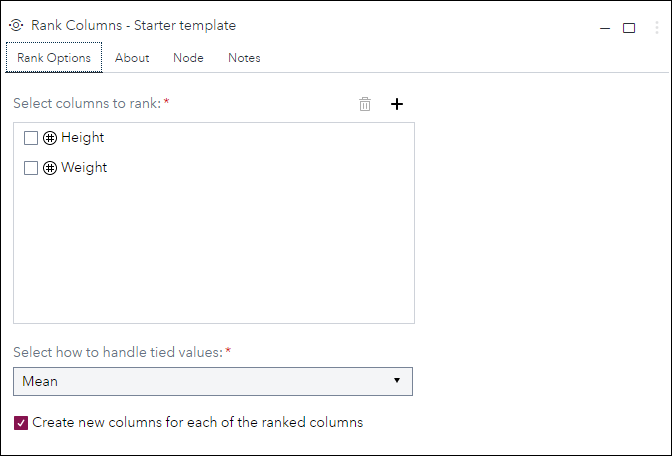 Rank Columns - Starter template
Rank Options About Node Notes
Select columns to rank: *
Height
Weight
Select how to handle tied values: *
Mean
Create new columns for each of the ranked columns